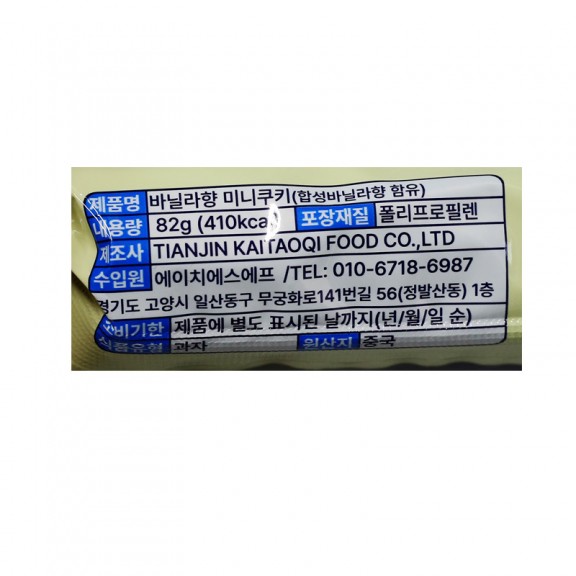 제품명 바닐라향 미니쿠키(합성바닐라향 함유)
내용량 82g (410kcal) 포장재질 폴리프로필렌
제조사 TIANJIN KAITAOQI FOOD CO.,LTD
수입원 에이치에스에프 /TEL: 010-6718-6987
경기도 고양시 일산동구 무궁화로141번길 56(정발산동) 1층
소비기한 제품에 별도 표시된 날까지(년/월/일 순)
식품유형 과자 원산지 중국